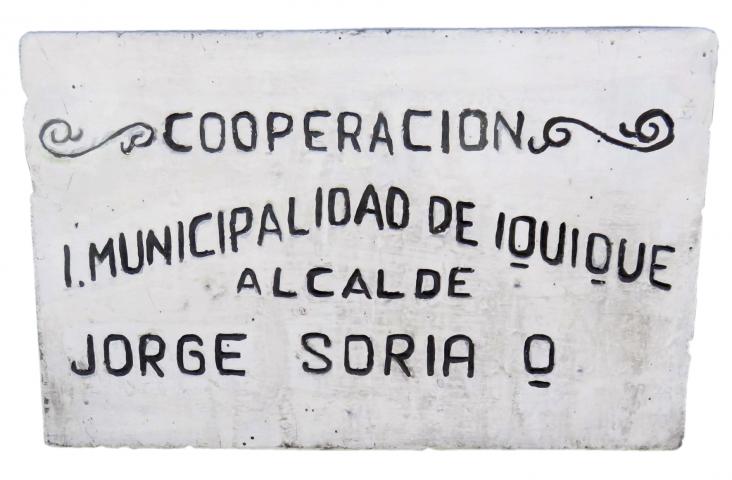 COOPERACION
I. MUNICIPALIDAD DE IQUIQUE
ALCALDE
JORGE SORIA Q